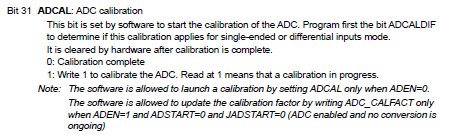 Bit 31 ADCAL: ADC calibration
This bit is set by software to start the calibration of the ADC. Program first the bit ADCALDIF
to detemine if this calibration applies for single-ended or differential inputs mode.
It is cleared by hardware after calibration is complete.
0: Calibration complete
1: Write 1 to calibrate the ADC. Read at 1 means that a calibration in progress.
Note: The software is allowed to launch a calibration by setting ADCAL only when ADEN=0.
The software is allowed to update the calibration factor by writing ADC_CALFACT only
when ADEN=1 and ADSTART=0 and JADSTART=0 (ADC enabled and no conversion is
ongoing)